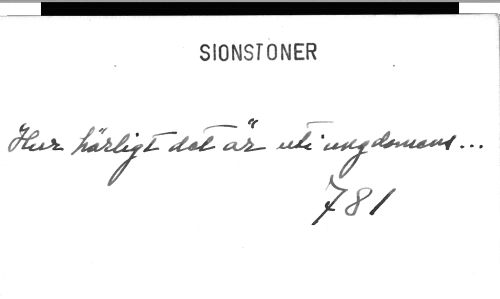 SIONSTONER
Hur härligt det är uti ungdomens...
781